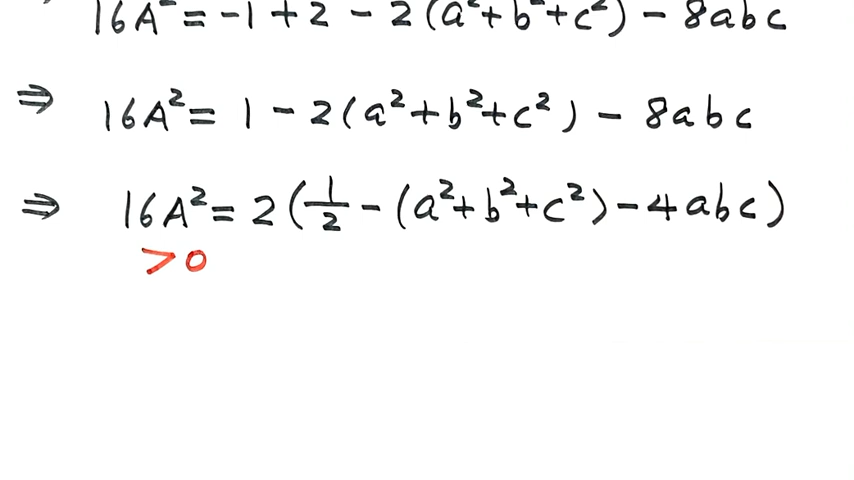 16A² = -1 + 2 - 2(a²+b²+c²) - 8abc
⇒ 16A² = 1 - 2(a²+b²+c²) - 8abc
⇒ 16A² = 2(1/2 - (a²+b²+c²) - 4abc)
>0